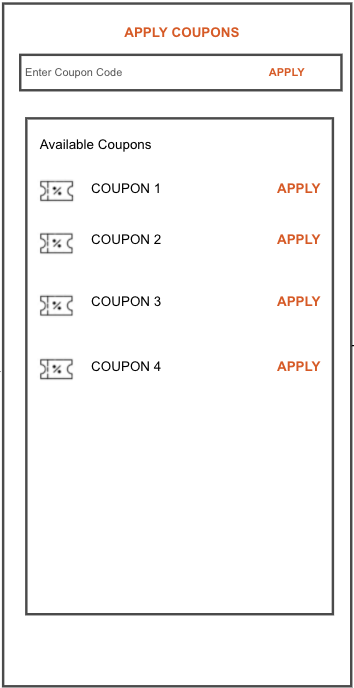 APPLY COUPONS
Enter Coupon Code APPLY
Available Coupons
% COUPON 1 APPLY
% COUPON 2 APPLY
% COUPON 3 APPLY
% COUPON 4 APPLY